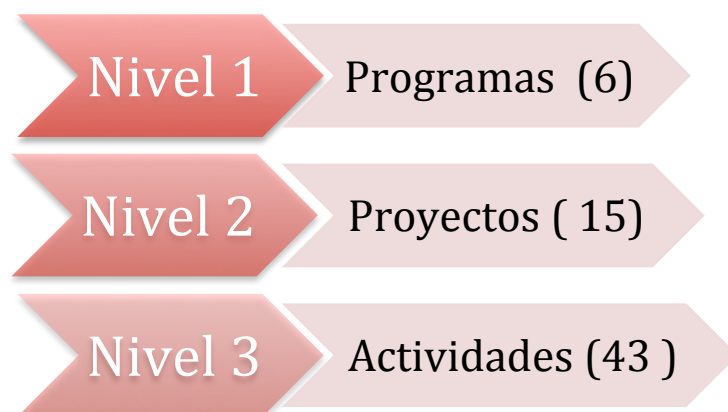 Nivel 1 Programas (6)
Nivel 2 Proyectos ( 15)
Nivel 3 Actividades (43 )